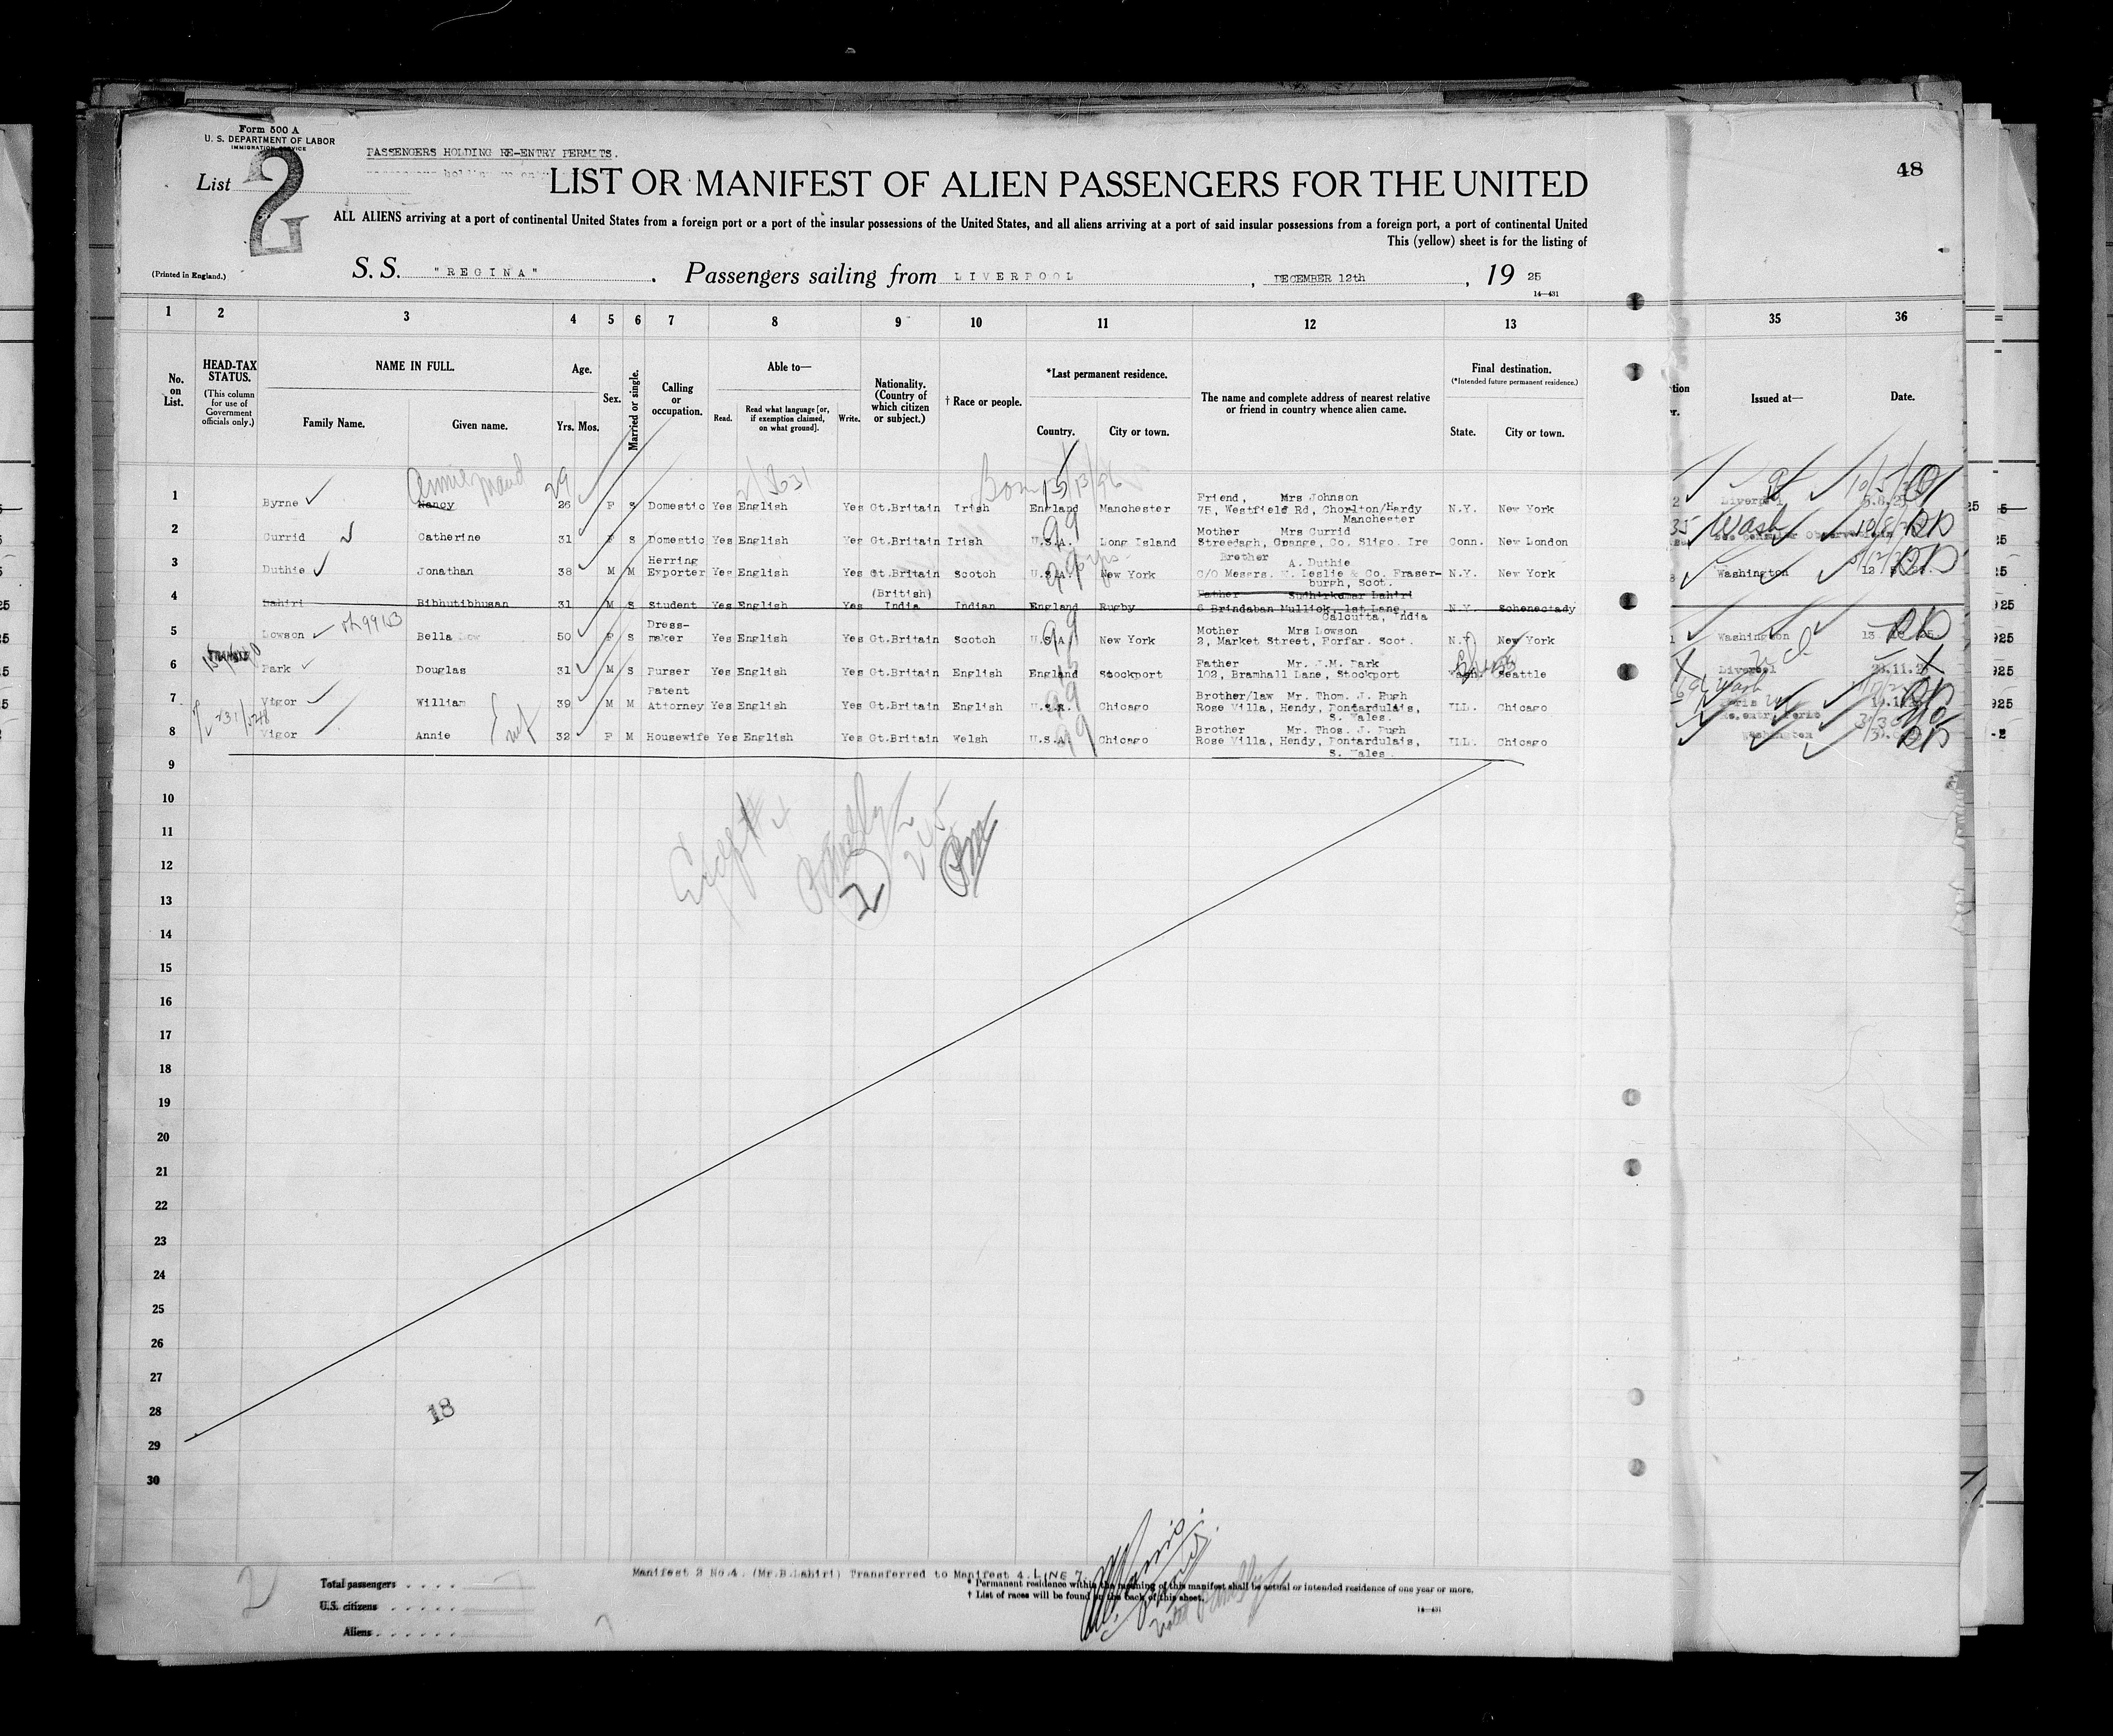 Form 500 A
U. S. DEPARTMENT OF LABOR
IMMIGRATION SERVICE
PASSENGERS HOLDING RE-ENTRY PERMITS.
List 2
LIST OR MANIFEST OF ALIEN PASSENGERS FOR THE UNITED
48
ALL ALIENS arriving at a port of continental United States from a foreign port or a port of the insular possessions of the United States, and all aliens arriving at a port of said insular possessions from a foreign port, a port of continental United
This (yellow) sheet is for the listing of
(Printed in England.)
S. S. "REGINA" . Passengers sailing from LIVERPOOL , DECEMBER 12th , 19 25
14—431
1 2 3 4 5 6 7 8 9 10 11 12 13 35 36
No. on List.
HEAD-TAX STATUS.
(This column for use of Government officials only.)
NAME IN FULL.
Family Name. Given name.
Age.
Yrs. Mos.
Sex.
Married or single.
Calling or occupation.
Able to—
Read. Read what language [or, if exemption claimed, on what ground]. Write.
Nationality. (Country of which citizen or subject.)
† Race or people.
*Last permanent residence.
Country. City or town.
The name and complete address of nearest relative or friend in country whence alien came.
Final destination.
(*Intended future permanent residence.)
State. City or town.
Issued at— Date.
Annie Maud 29 Born
1 Byrne Nancy 26 F S Domestic Yes English Yes Gt.Britain Irish England Manchester Friend, Mrs Johnson
75, Westfield Rd, Chorlton/Hardy Manchester N.Y. New York Liverpool
2 Currid Catherine 31 F S Domestic Yes English Yes Gt.Britain Irish U.S.A. Long Island Mother Mrs Currid
Streedagh, Grange, Co. Sligo. Ire Conn. New London Wash
3 Duthie Jonathan 38 M M Herring Exporter Yes English Yes Gt.Britain Scotch U.S.A. New York Brother A. Duthie
C/O Messrs. W. Leslie & Co. Fraserburgh, Scot. N.Y. New York Washington
4 Lahiri Bibhutibhusan 31 M S Student Yes English Yes (British) India Indian England Rugby Father Sudhirkumar Lahiri
6 Brindaban Mullick, 1st Lane, Calcutta, India N.Y. Schenectady
5 Lowson Bella 50 F S Dress-maker Yes English Yes Gt.Britain Scotch U.S.A. New York Mother Mrs Lowson
2, Market Street, Forfar. Scot. N.Y. New York Washington
TRANSIT
6 Park Douglas 31 M S Purser Yes English Yes Gt.Britain English England Stockport Father Mr. J.M. Park
102, Bramhall Lane, Stockport Wash. Seattle Liverpool
7 Vigor William 39 M M Patent Attorney Yes English Yes Gt.Britain English U.S.A. Chicago Brother/law Mr. Thom. J. Pugh
Rose Villa, Hendy, Pontardulais, S. Wales. ILL. Chicago Wash
8 Vigor Annie 32 F M Housewife Yes English Yes Gt.Britain Welsh U.S.A. Chicago Brother Mr. Thos. J. Pugh
Rose Villa, Hendy, Pontardulais, S. Wales. ILL. Chicago Washington
9
10
11
12
13
14
15
16
17
18
19
20
21
22
23
24
25
26
27
28
18
29
30
Manifest 2 No.4. (Mr.B.Lahiri) Transferred to Manifest 4. LINE 7
Total passengers
U.S. citizens
Aliens
* Permanent residence within the meaning of this manifest shall be actual or intended residence of one year or more.
† List of races will be found on the back of this sheet.
14—431